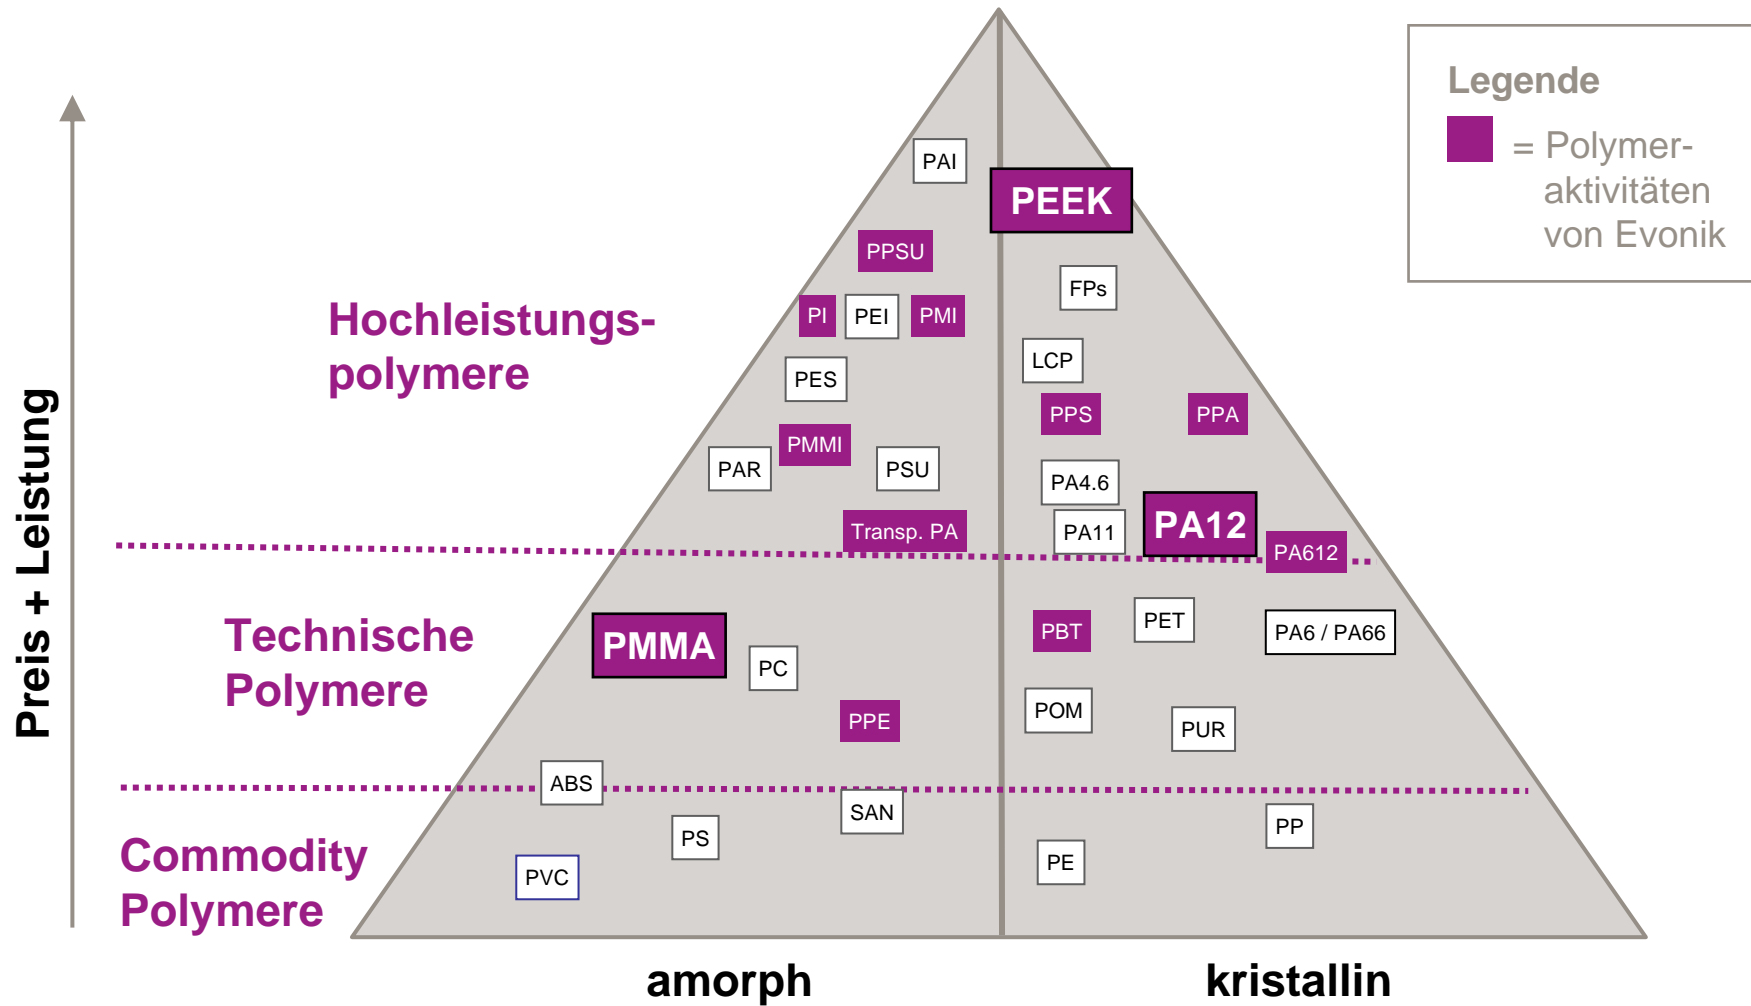 Legende
= Polymer-
aktivitäten
von Evonik
Preis + Leistung
Hochleistungs-
polymere
PAI
PEEK
PPSU
FPs
PI
PEI
PMI
LCP
PES
PPS
PPA
PMMI
PAR
PSU
PA4.6
Transp. PA
PA11
PA12
PA612
Technische
Polymere
PMMA
PC
PPE
PBT
PET
PA6 / PA66
POM
PUR
ABS
SAN
Commodity
Polymere
PS
PVC
PE
PP
amorph
kristallin